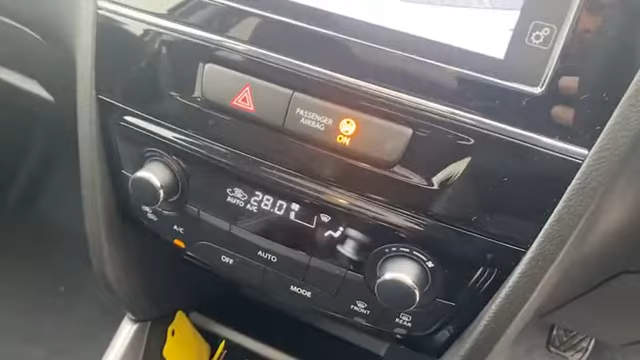 PASSENGER
AIRBAG
ON
AUTO A/C
28.0
A/C
OFF
AUTO
MODE
FRONT
REAR